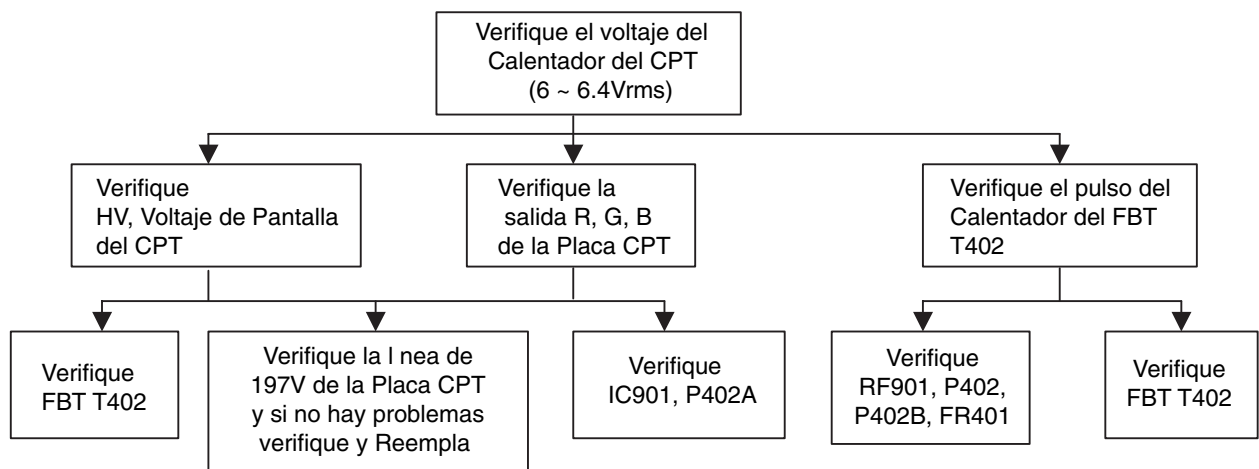 Verifique el voltaje del
Calentador del CPT
(6 ~ 6.4Vrms)
Verifique
HV, Voltaje de Pantalla
del CPT
Verifique la
salida R, G, B
de la Placa CPT
Verifique el pulso del
Calentador del FBT
T402
Verifique
FBT T402
Verifique la l nea de
197V de la Placa CPT
y si no hay problemas
verifique y Reempla
Verifique
IC901, P402A
Verifique
RF901, P402,
P402B, FR401
Verifique
FBT T402